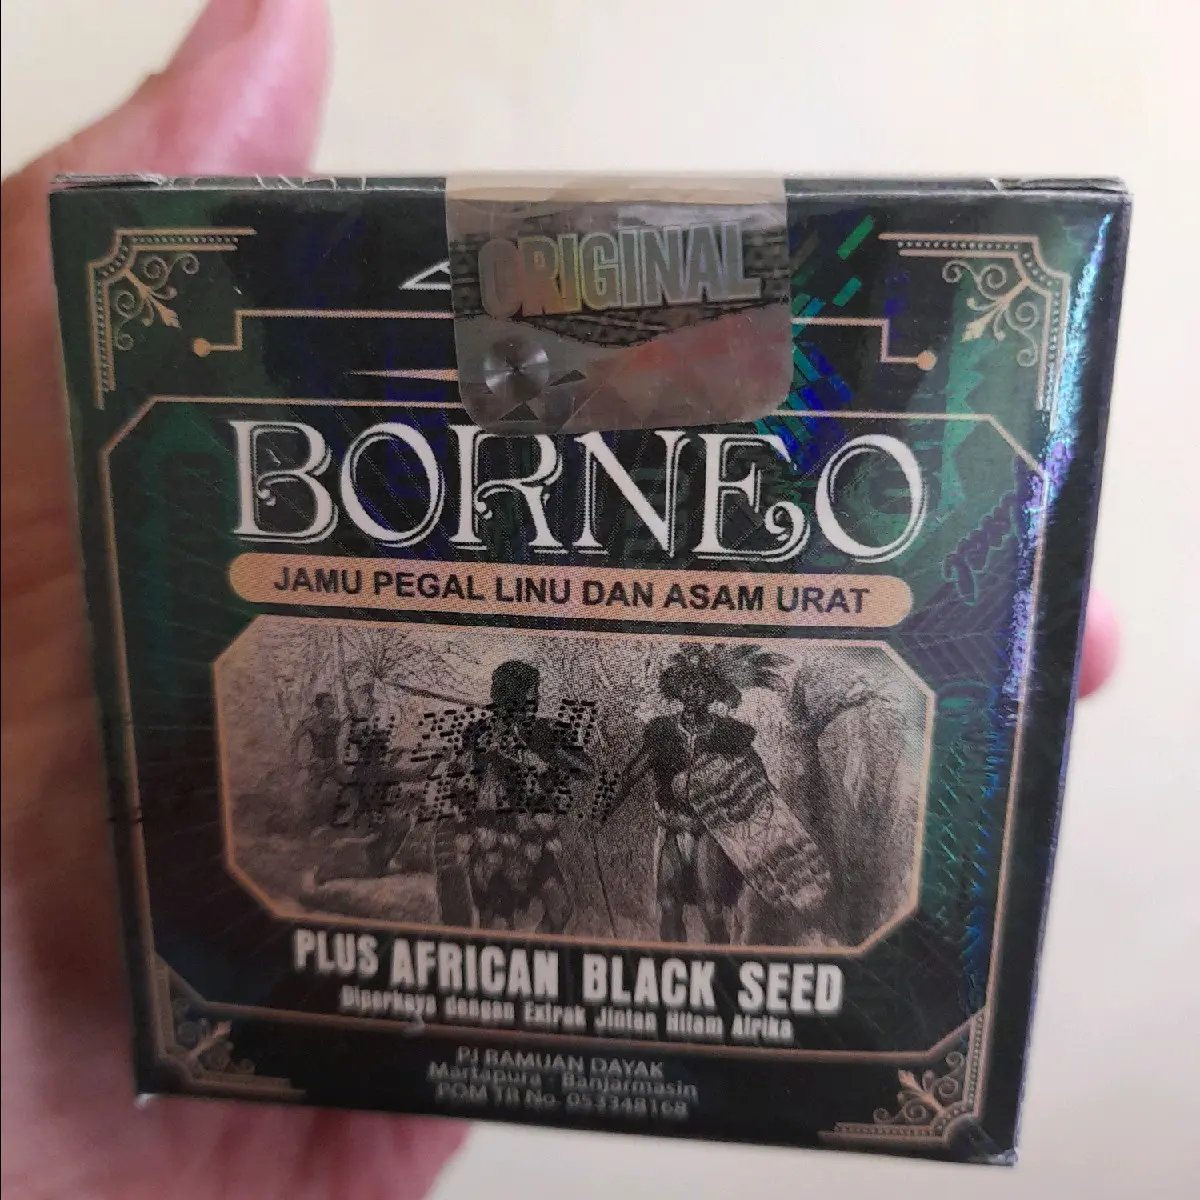 ORIGINAL
BORNEO
JAMU PEGAL LINU DAN ASAM URAT
PLUS AFRICAN BLACK SEED
Diperkaya dengan Extrak Jintan Hitam Afrika
PJ RAMUAN DAYAK
Martapura - Banjarmasin
POM TR No. 053348168